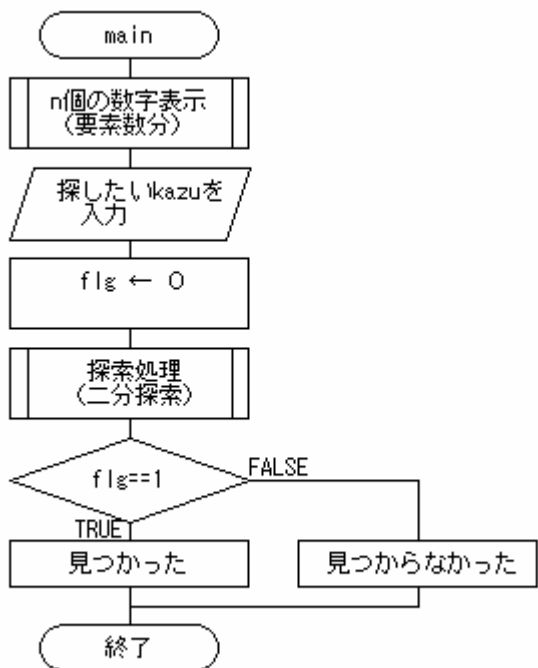 main
n個の数字表示
(要素数分)
探したいkazuを
入力
flg ← 0
探索処理
(二分探索)
flg==1
FALSE
TRUE
見つかった
見つからなかった
終了